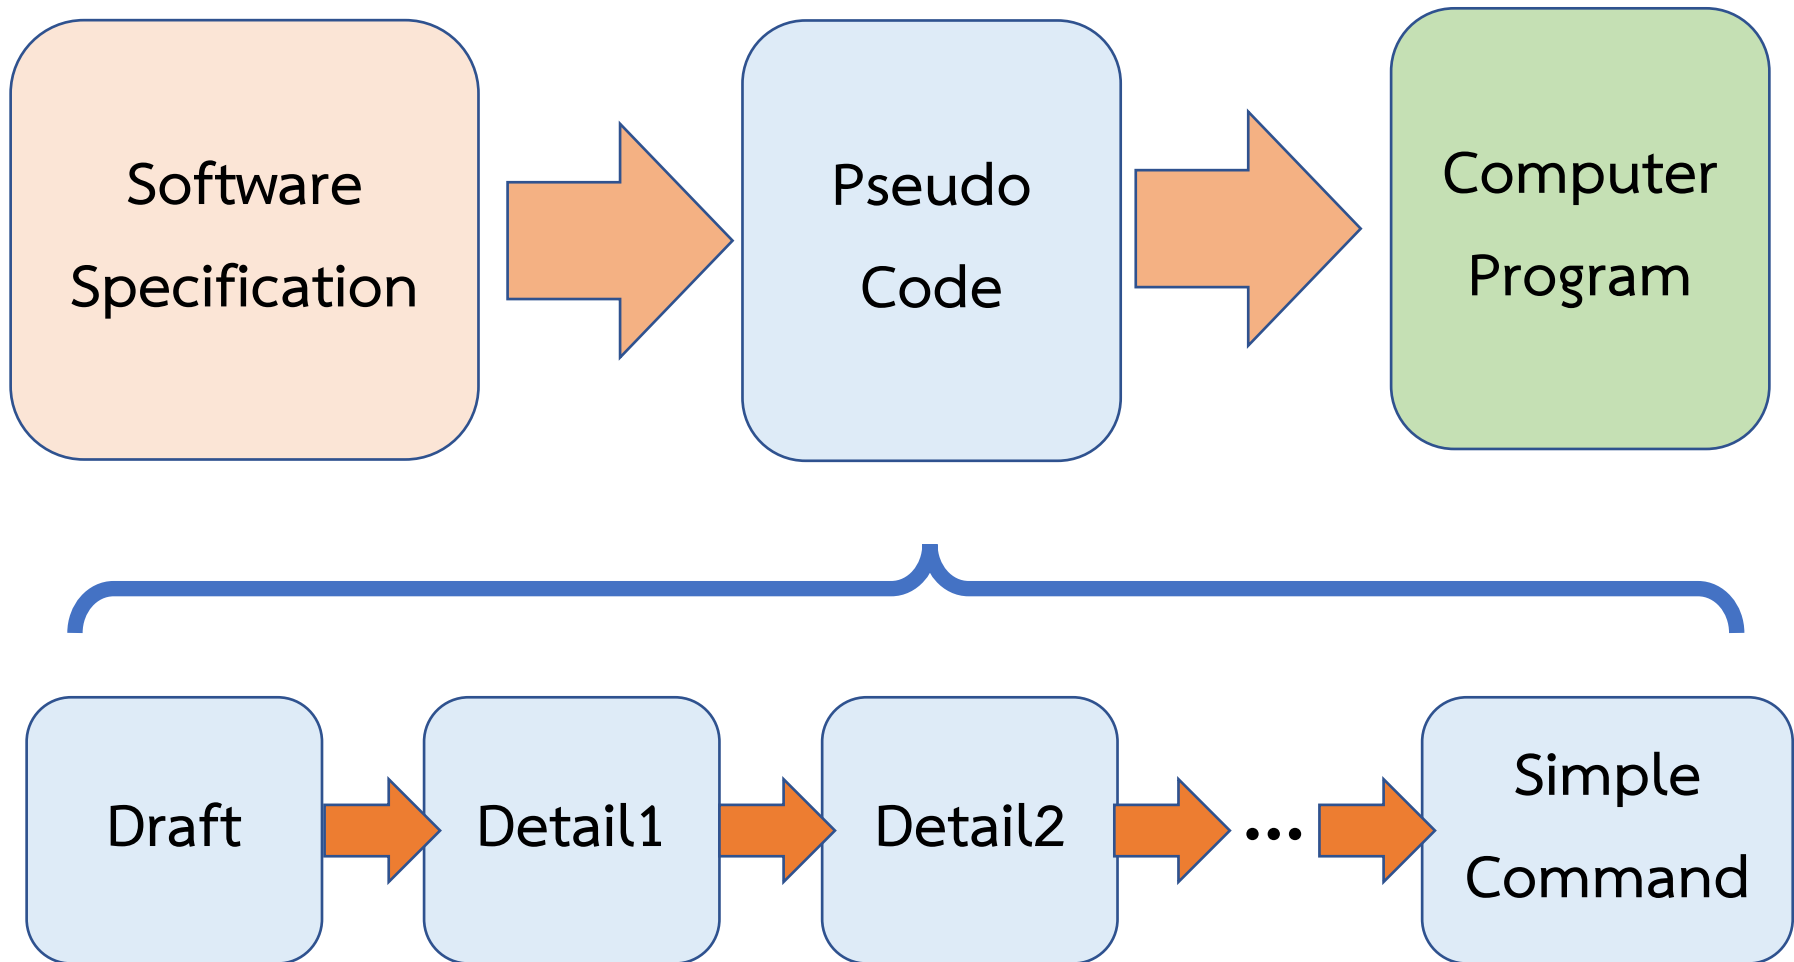 Software
Specification
Pseudo
Code
Computer
Program
Draft
Detail1
Detail2
...
Simple
Command